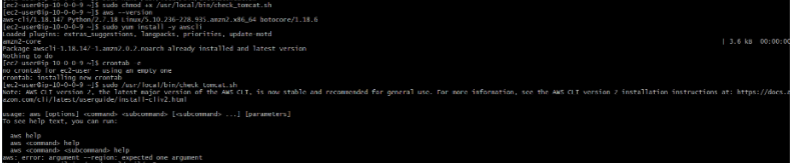 [ec2-user@ip-10-0-0-9 ~]$ sudo chmod +x /usr/local/bin/check_tomcat.sh
[ec2-user@ip-10-0-0-9 ~]$ aws --version
aws-cli/1.18.147 Python/2.7.18 Linux/5.10.236-228.935.amzn2.x86_64 botocore/1.18.6
[ec2-user@ip-10-0-0-9 ~]$ sudo yum install -y awscli
Loaded plugins: extras_suggestions, langpacks, priorities, update-motd
amzn2-core | 3.6 kB 00:00:00
Package awscli-1.18.147-1.amzn2.0.2.noarch already installed and latest version
Nothing to do
[ec2-user@ip-10-0-0-9 ~]$ crontab -e
no crontab for ec2-user - using an empty one
crontab: installing new crontab
[ec2-user@ip-10-0-0-9 ~]$ sudo /usr/local/bin/check_tomcat.sh
Note: AWS CLI version 2, the latest major version of the AWS CLI, is now stable and recommended for general use. For more information, see the AWS CLI version 2 installation instructions at: https://docs.a
azon.com/cli/latest/userguide/install-cliv2.html
usage: aws [options] <command> <subcommand> [<subcommand> ...] [parameters]
To see help text, you can run:
aws help
aws <command> help
aws <command> <subcommand> help
aws: error: argument --region: expected one argument